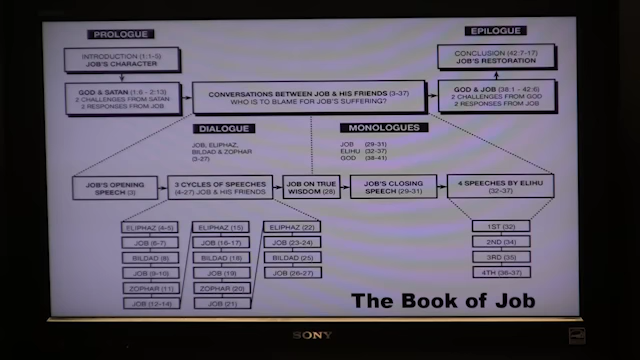 PROLOGUE
EPILOGUE
INTRODUCTION (1:1-5)
JOB'S CHARACTER
CONCLUSION (42:7-17)
JOB'S RESTORATION
GOD & SATAN (1:6 - 2:13)
2 CHALLENGES FROM SATAN
2 RESPONSES FROM JOB
CONVERSATIONS BETWEEN JOB & HIS FRIENDS (3-37)
WHO IS TO BLAME FOR JOB'S SUFFERING?
GOD & JOB (38:1 - 42:6)
2 CHALLENGES FROM GOD
2 RESPONSES FROM JOB
DIALOGUE
MONOLOGUES
JOB, ELIPHAZ,
BILDAD & ZOPHAR
(3-27)
JOB (29-31)
ELIHU (32-37)
GOD (38-41)
JOB'S OPENING
SPEECH (3)
3 CYCLES OF SPEECHES
(4-27) JOB & HIS FRIENDS
JOB ON TRUE
WISDOM (28)
JOB'S CLOSING
SPEECH (29-31)
4 SPEECHES BY ELIHU
(32-37)
ELIPHAZ (4-5)
JOB (6-7)
BILDAD (8)
JOB (9-10)
ZOPHAR (11)
JOB (12-14)
ELIPHAZ (15)
JOB (16-17)
BILDAD (18)
JOB (19)
ZOPHAR (20)
JOB (21)
ELIPHAZ (22)
JOB (23-24)
BILDAD (25)
JOB (26-27)
1ST (32)
2ND (34)
3RD (35)
4TH (36-37)
The Book of Job
SONY